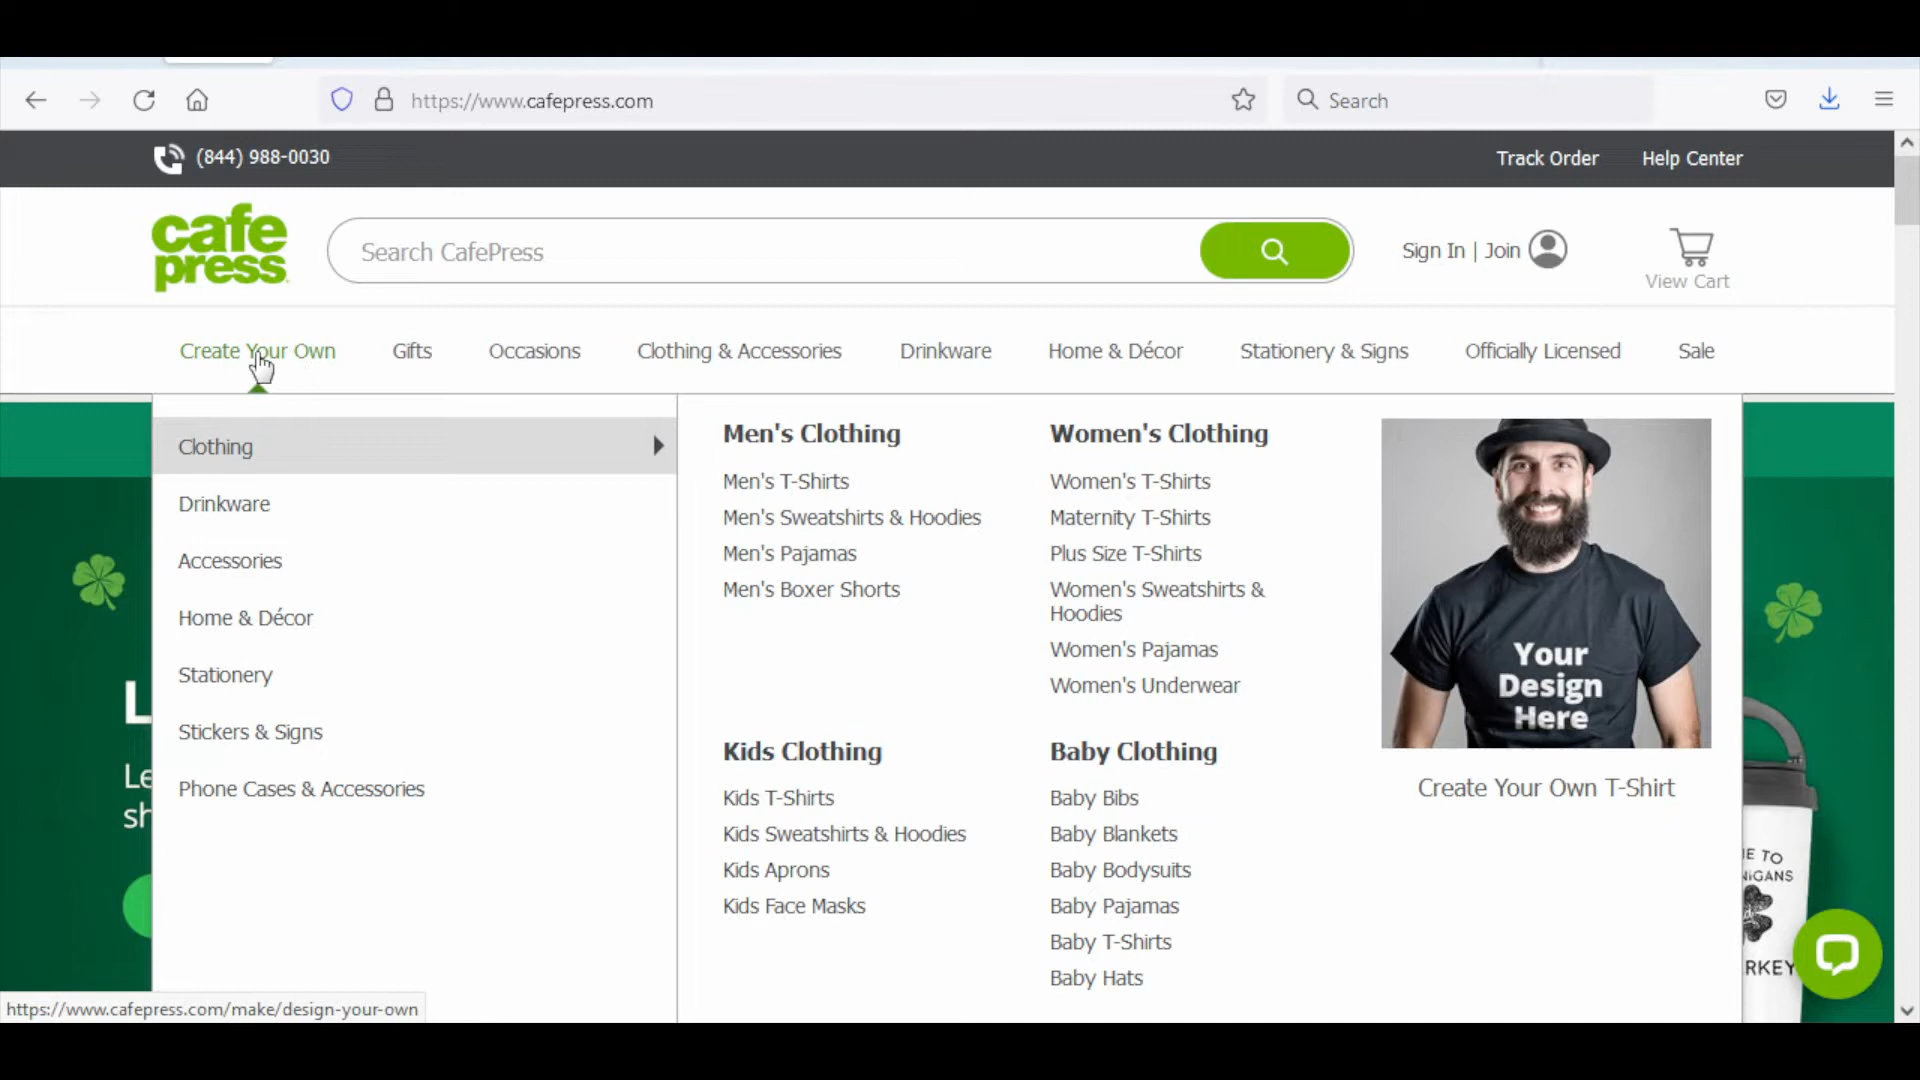 https://www.cafepress.com
Search
(844) 988-0030
Track Order
Help Center
cafe
press
Search CafePress
Sign In | Join
View Cart
Create Your Own
Gifts
Occasions
Clothing & Accessories
Drinkware
Home & Décor
Stationery & Signs
Officially Licensed
Sale
Clothing
Drinkware
Accessories
Home & Décor
Stationery
Stickers & Signs
Phone Cases & Accessories
Men's Clothing
Men's T-Shirts
Men's Sweatshirts & Hoodies
Men's Pajamas
Men's Boxer Shorts
Women's Clothing
Women's T-Shirts
Maternity T-Shirts
Plus Size T-Shirts
Women's Sweatshirts &
Hoodies
Women's Pajamas
Women's Underwear
Kids Clothing
Kids T-Shirts
Kids Sweatshirts & Hoodies
Kids Aprons
Kids Face Masks
Baby Clothing
Baby Bibs
Baby Blankets
Baby Bodysuits
Baby Pajamas
Baby T-Shirts
Baby Hats
Your
Design
Here
Create Your Own T-Shirt
https://www.cafepress.com/make/design-your-own